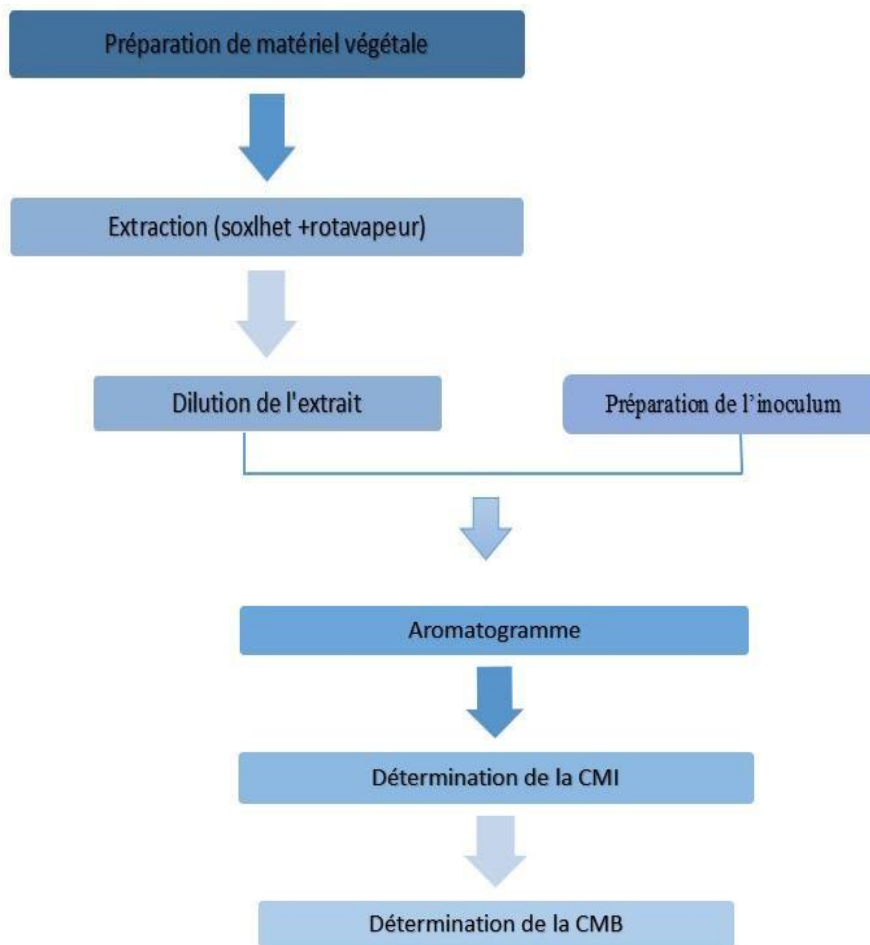 Préparation de matériel végétale
Extraction (soxlhet +rotavapeur)
Dilution de l'extrait
Préparation de l’inoculum
Aromatogramme
Détermination de la CMI
Détermination de la CMB